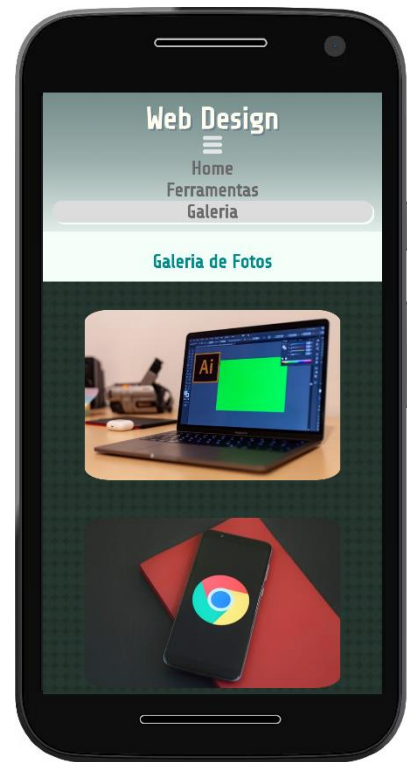 Web Design
Home
Ferramentas
Galeria
Galeria de Fotos
Ai